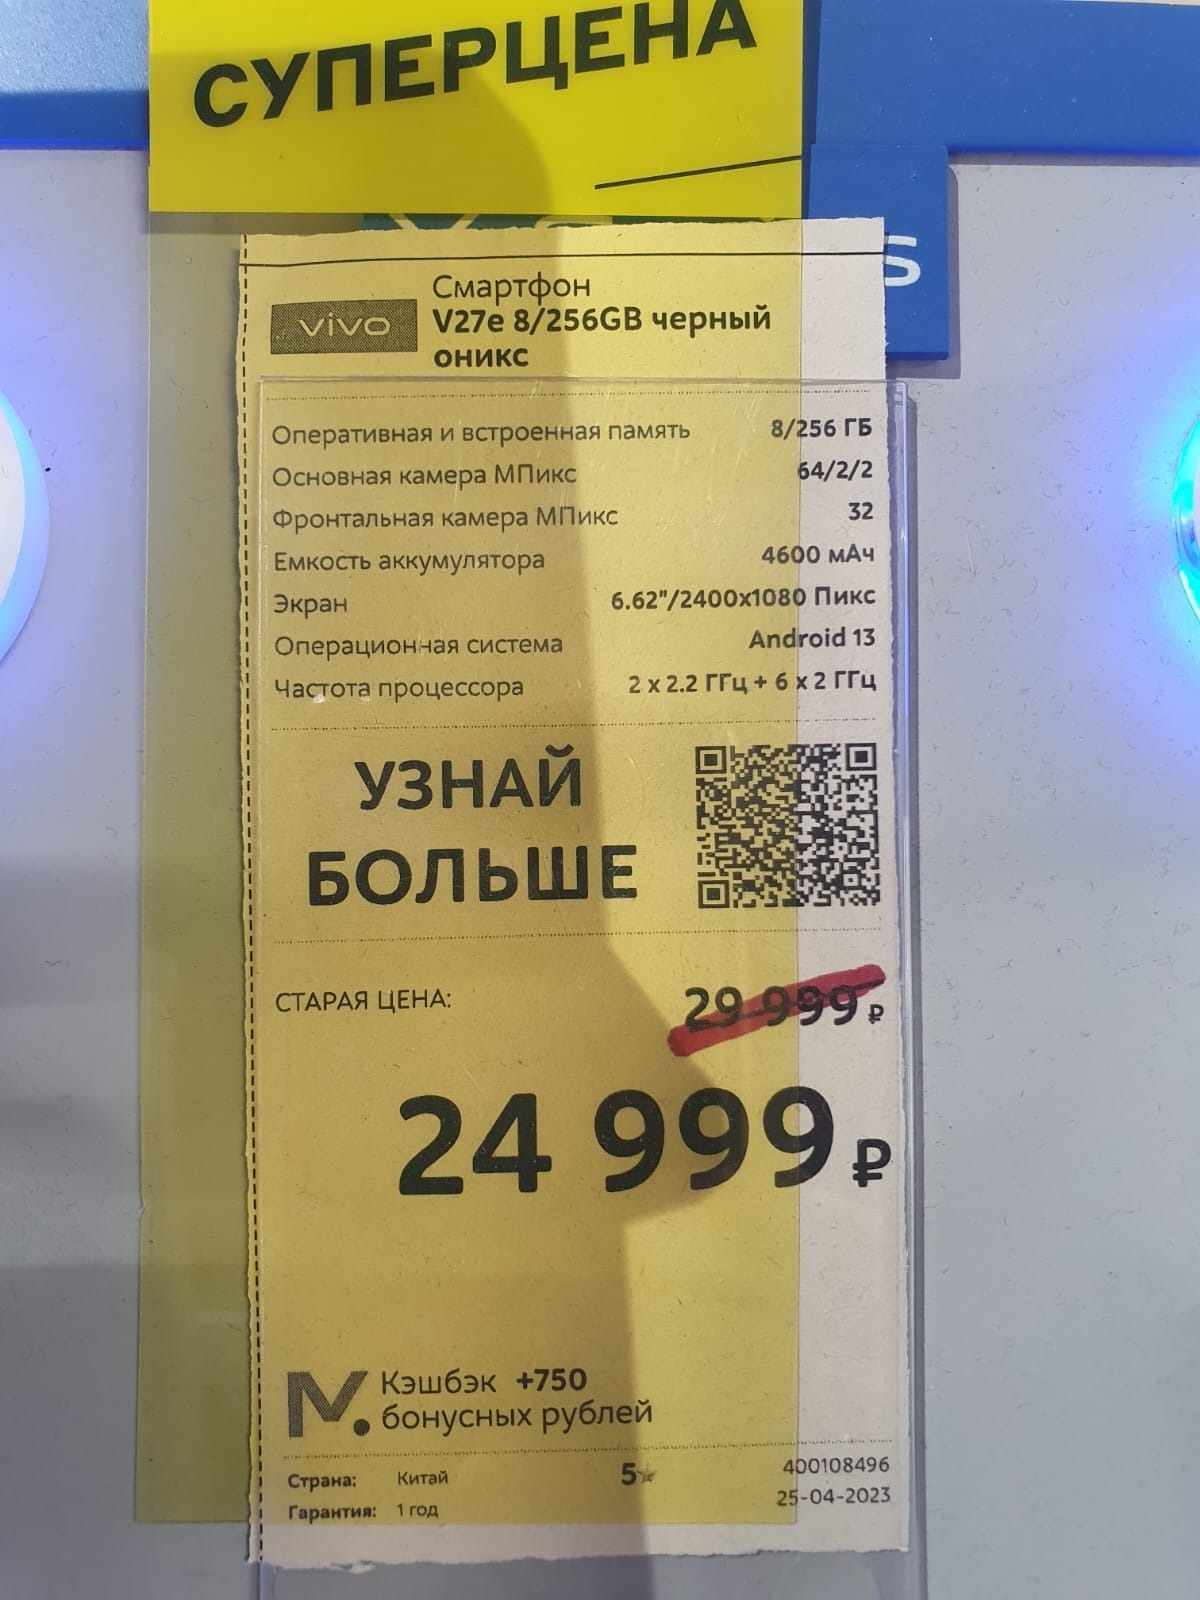 СУПЕРЦЕНА
S
vivo
Смартфон
V27e 8/256GB черный
оникс
Оперативная и встроенная память 8/256 ГБ
Основная камера МПикс 64/2/2
Фронтальная камера МПикс 32
Емкость аккумулятора 4600 мАч
Экран 6.62"/2400x1080 Пикс
Операционная система Android 13
Частота процессора 2 x 2.2 ГГц + 6 x 2 ГГц
УЗНАЙ
БОЛЬШЕ
СТАРАЯ ЦЕНА: 29 999 ₽
24 999 ₽
М. Кэшбэк +750
бонусных рублей
Страна: Китай 5★ 400108496
Гарантия: 1 год 25-04-2023